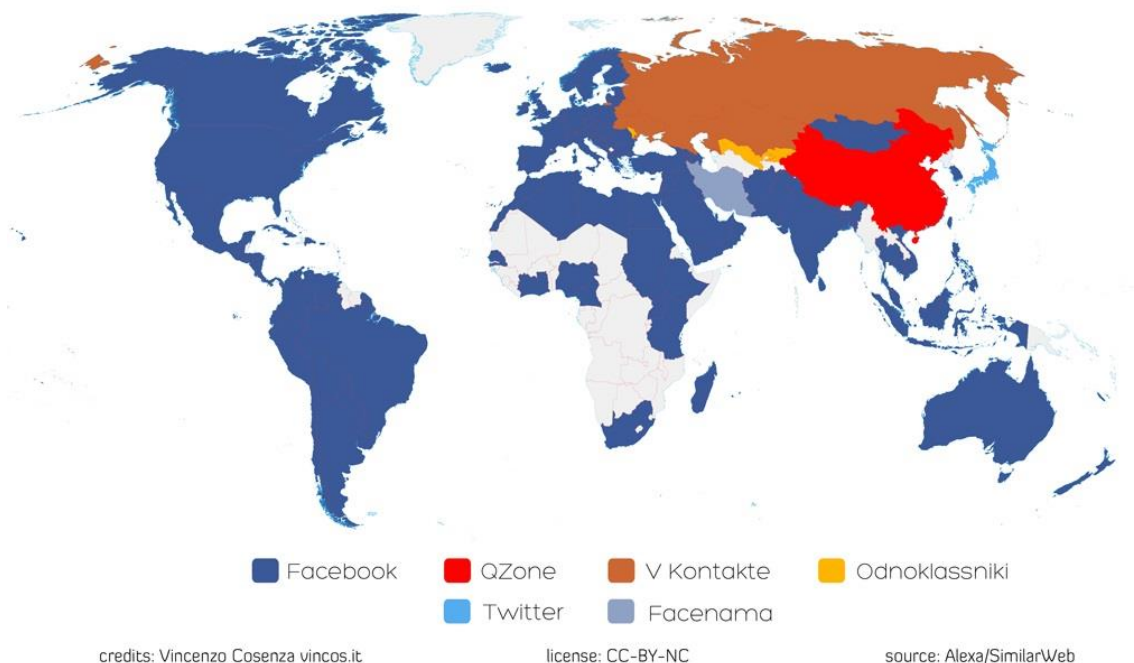 Facebook QZone V Kontakte Odnoklassniki
Twitter Facenama
credits: Vincenzo Cosenza vincos.it license: CC-BY-NC source: Alexa/SimilarWeb